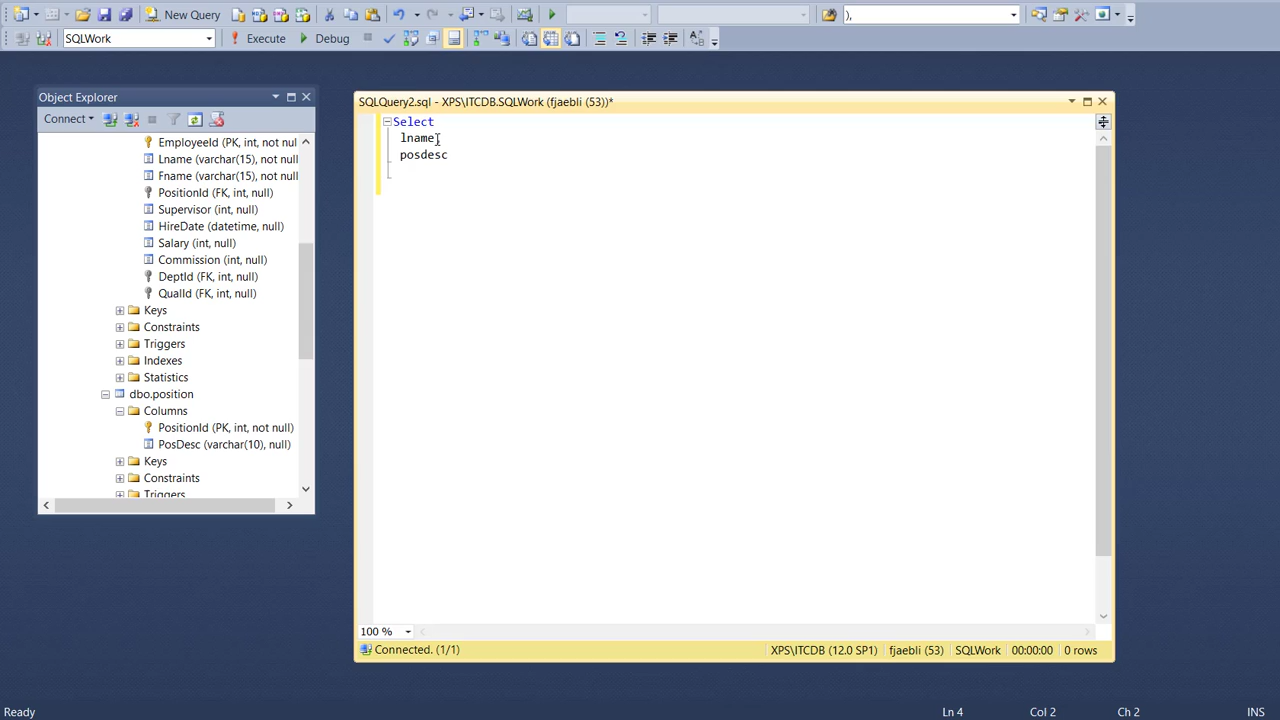 New Query
),
SQLWork
Execute
Debug
Object Explorer
Connect
EmployeeId (PK, int, not nul
Lname (varchar(15), not null
Fname (varchar(15), not null
PositionId (FK, int, null)
Supervisor (int, null)
HireDate (datetime, null)
Salary (int, null)
Commission (int, null)
DeptId (FK, int, null)
QualId (FK, int, null)
Keys
Constraints
Triggers
Indexes
Statistics
dbo.position
Columns
PositionId (PK, int, not null)
PosDesc (varchar(10), null)
Keys
Constraints
Triggers
SQLQuery2.sql - XPS\ITCDB.SQLWork (fjaebli (53))*
Select
lname
posdesc
100 %
Connected. (1/1)
XPS\ITCDB (12.0 SP1)
fjaebli (53)
SQLWork
00:00:00
0 rows
Ready
Ln 4
Col 2
Ch 2
INS